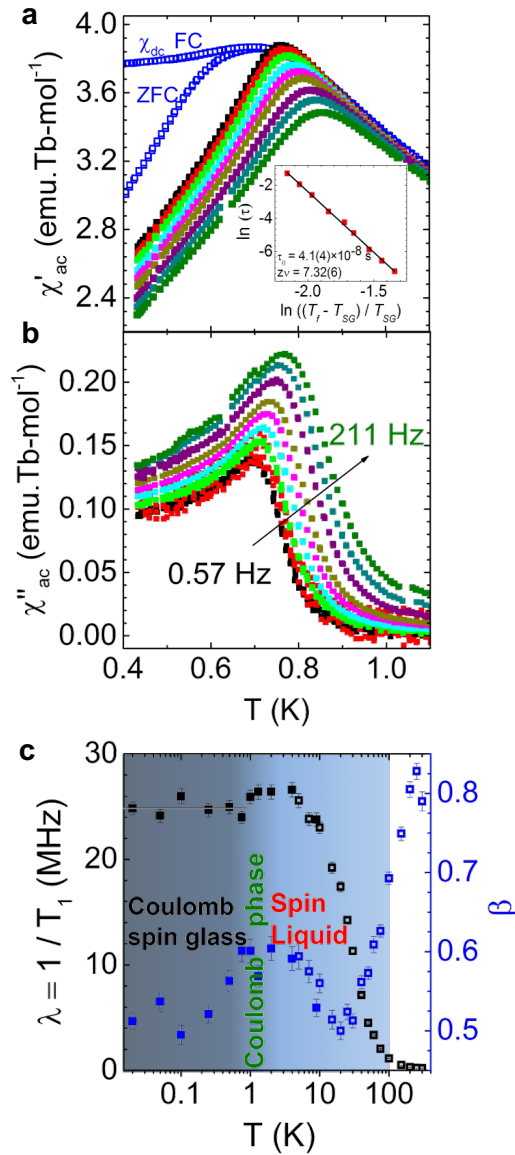 a
4.0
3.6
3.2
2.8
2.4
χ'ac (emu.Tb-mol-1)
χdc FC
ZFC
-2
-4
-6
ln (τ)
τ0 = 4.1(4)×10-8 s
zν = 7.32(6)
-2.0
-1.5
ln ((Tf - TSG) / TSG)
b
0.20
0.15
0.10
0.05
0.00
χ''ac (emu.Tb-mol-1)
211 Hz
0.57 Hz
0.4
0.6
0.8
1.0
T (K)
c
30
20
10
0
λ = 1 / T1 (MHz)
Coulomb
spin glass
Coulomb phase
Spin
Liquid
0.8
0.7
0.6
0.5
β
0.1
1
10
100
T (K)